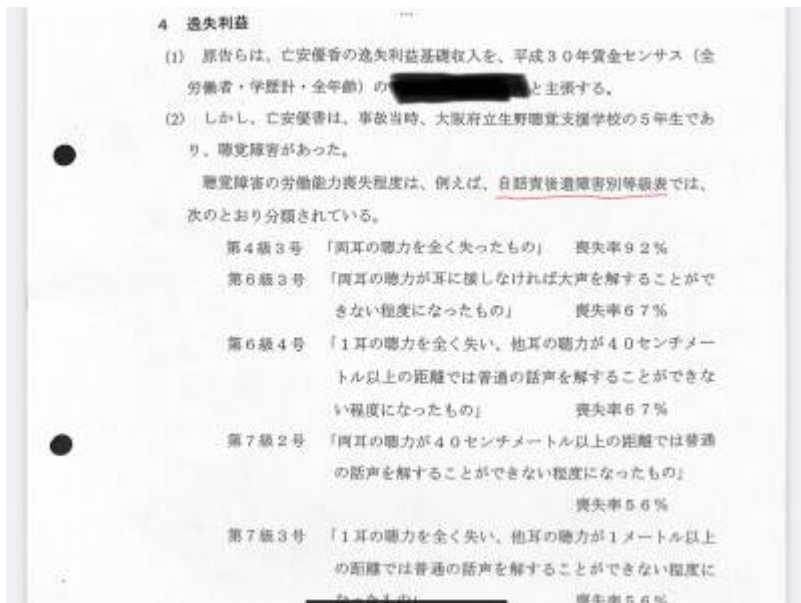 4 逸失利益
(1) 原告らは、亡安優香の逸失利益基礎収入を、平成30年賃金センサス(全
労働者・学歴計・全年齢)の と主張する。
(2) しかし、亡安優香は、事故当時、大阪府立生野聴覚支援学校の5年生であ
り、聴覚障害があった。
聴覚障害の労働能力喪失程度は、例えば、自賠責後遺障害別等級表では、
次のとおり分類されている。
第4級3号 「両耳の聴力を全く失ったもの」 喪失率92%
第6級3号 「両耳の聴力が耳に接しなければ大声を解することがで
きない程度になったもの」 喪失率67%
第6級4号 「1耳の聴力を全く失い、他耳の聴力が40センチメー
トル以上の距離では普通の話声を解することができな
い程度になったもの」 喪失率67%
第7級2号 「両耳の聴力が40センチメートル以上の距離では普通
の話声を解することができない程度になったもの」
喪失率56%
第7級3号 「1耳の聴力を全く失い、他耳の聴力が1メートル以上
の距離では普通の話声を解することができない程度に
なったもの」 喪失率56%